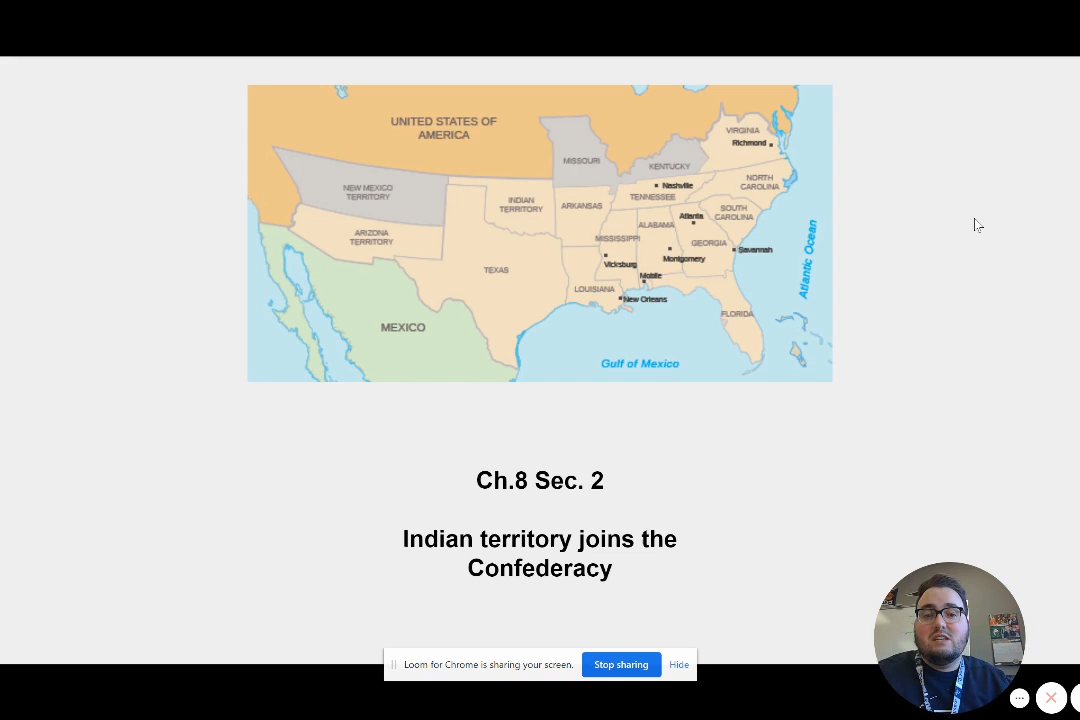 UNITED STATES OF
AMERICA
VIRGINIA
Richmond
MISSOURI
KENTUCKY
NEW MEXICO
TERRITORY
Nashville
NORTH
CAROLINA
INDIAN
TERRITORY
ARKANSAS
TENNESSEE
SOUTH
CAROLINA
Atlanta
ARIZONA
TERRITORY
MISSISSIPPI
ALABAMA
GEORGIA
Savannah
Atlantic Ocean
Vicksburg
Montgomery
TEXAS
Mobile
LOUISIANA
New Orleans
FLORIDA
MEXICO
Gulf of Mexico
Ch.8 Sec. 2
Indian territory joins the
Confederacy
Loom for Chrome is sharing your screen. Stop sharing Hide